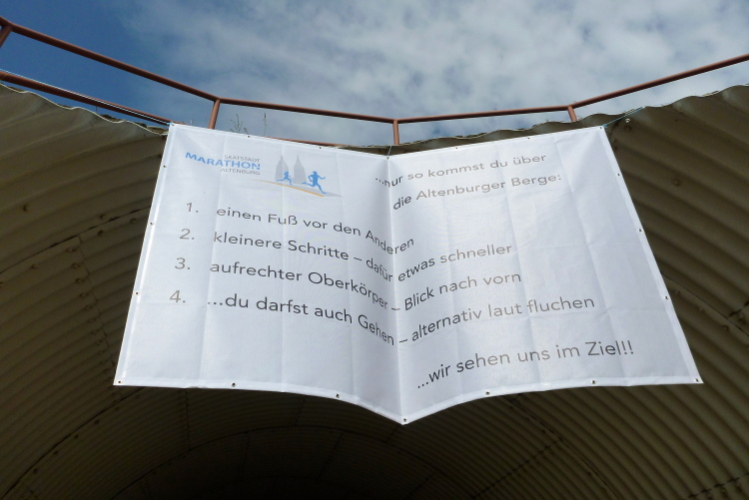 SKATSTADT
MARATHON
ALTENBURG
...nur so kommst du über
die Altenburger Berge:
1. einen Fuß vor den Anderen
2. kleinere Schritte – dafür etwas schneller
3. aufrechter Oberkörper – Blick nach vorn
4. ...du darfst auch Gehen – alternativ laut fluchen
...wir sehen uns im Ziel!!